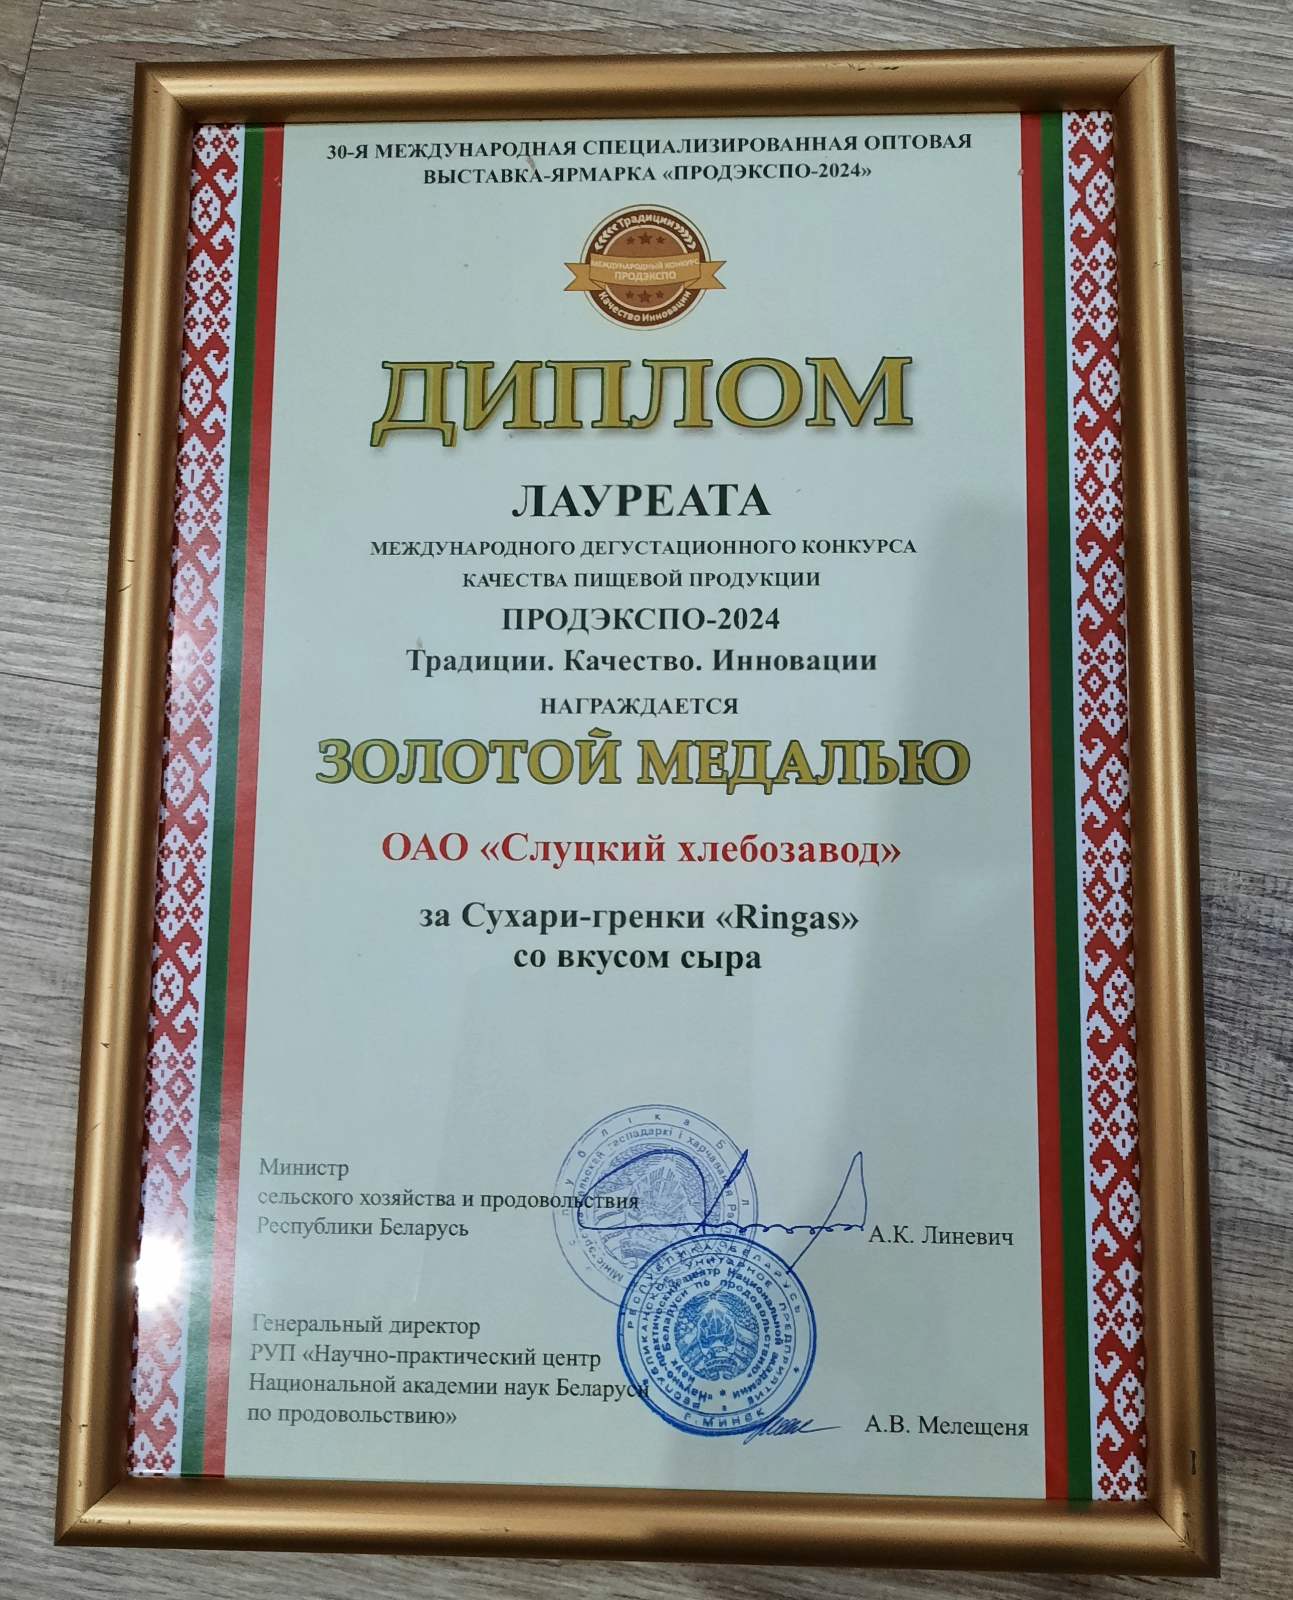 30-Я МЕЖДУНАРОДНАЯ СПЕЦИАЛИЗИРОВАННАЯ ОПТОВАЯ
ВЫСТАВКА-ЯРМАРКА «ПРОДЭКСПО-2024»
Традиции
МЕЖДУНАРОДНЫЙ КОНКУРС
ПРОДЭКСПО
Качество Инновации
ДИПЛОМ
ЛАУРЕАТА
МЕЖДУНАРОДНОГО ДЕГУСТАЦИОННОГО КОНКУРСА
КАЧЕСТВА ПИЩЕВОЙ ПРОДУКЦИИ
ПРОДЭКСПО-2024
Традиции. Качество. Инновации
НАГРАЖДАЕТСЯ
ЗОЛОТОЙ МЕДАЛЬЮ
ОАО «Слуцкий хлебозавод»
за Сухари-гренки «Ringas»
со вкусом сыра
Министр
сельского хозяйства и продовольствия
Республики Беларусь
А.К. Линевич
РЕСПУБЛИКА БЕЛАРУСЬ
г. Минск
Генеральный директор
РУП «Научно-практический центр
Национальной академии наук Беларуси
по продовольствию»
А.В. Мелещеня